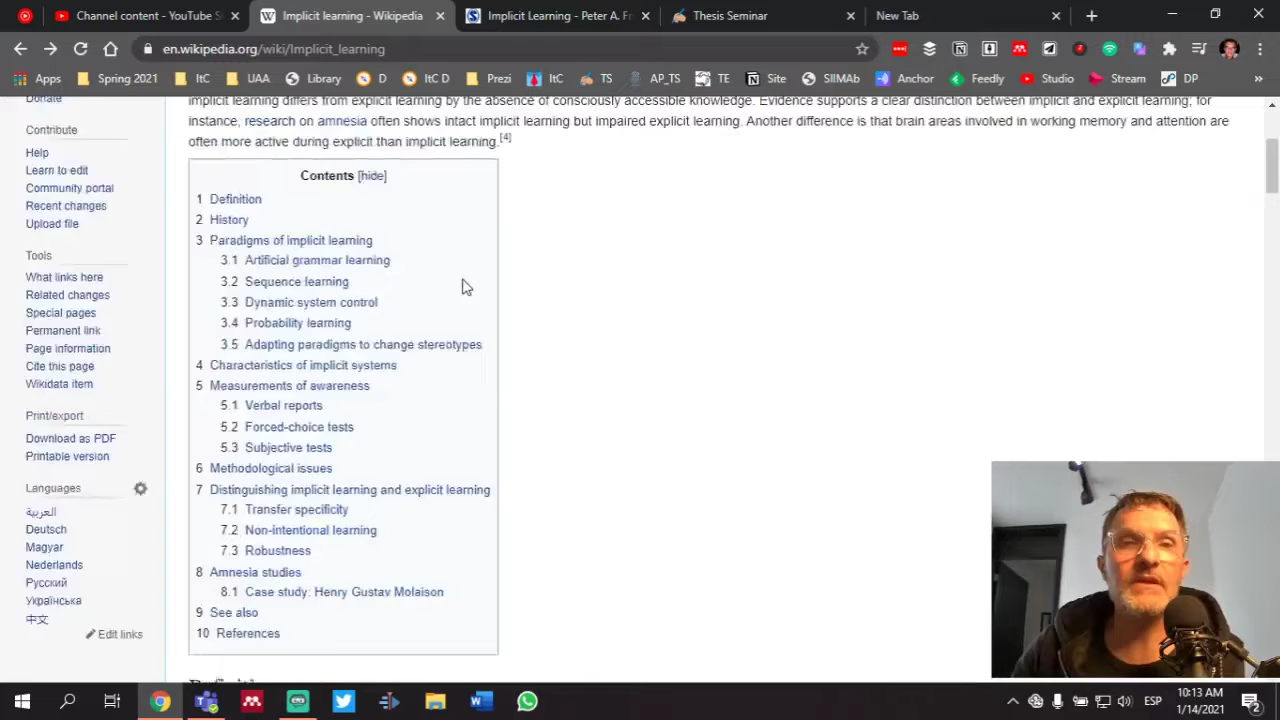 Channel content - YouTube S
Implicit learning - Wikipedia
Implicit Learning - Peter A. Fr
Thesis Seminar
New Tab
en.wikipedia.org/wiki/Implicit_learning
Apps
Spring 2021
ItC
UAA
Library
D
ItC D
Prezi
ItC
TS
AP_TS
TE
Site
SIIMAb
Anchor
Feedly
Studio
Stream
DP
»
Donate
Contribute
Help
Learn to edit
Community portal
Recent changes
Upload file
Tools
What links here
Related changes
Special pages
Permanent link
Page information
Cite this page
Wikidata item
Print/export
Download as PDF
Printable version
Languages
العربية
Deutsch
Magyar
Nederlands
Русский
Українська
中文
Edit links
implicit learning differs from explicit learning by the absence of consciously accessible knowledge. Evidence supports a clear distinction between implicit and explicit learning; for
instance, research on amnesia often shows intact implicit learning but impaired explicit learning. Another difference is that brain areas involved in working memory and attention are
often more active during explicit than implicit learning.[4]
Contents [hide]
1 Definition
2 History
3 Paradigms of implicit learning
3.1 Artificial grammar learning
3.2 Sequence learning
3.3 Dynamic system control
3.4 Probability learning
3.5 Adapting paradigms to change stereotypes
4 Characteristics of implicit systems
5 Measurements of awareness
5.1 Verbal reports
5.2 Forced-choice tests
5.3 Subjective tests
6 Methodological issues
7 Distinguishing implicit learning and explicit learning
7.1 Transfer specificity
7.2 Non-intentional learning
7.3 Robustness
8 Amnesia studies
8.1 Case study: Henry Gustav Molaison
9 See also
10 References
ESP
10:13 AM
1/14/2021
2